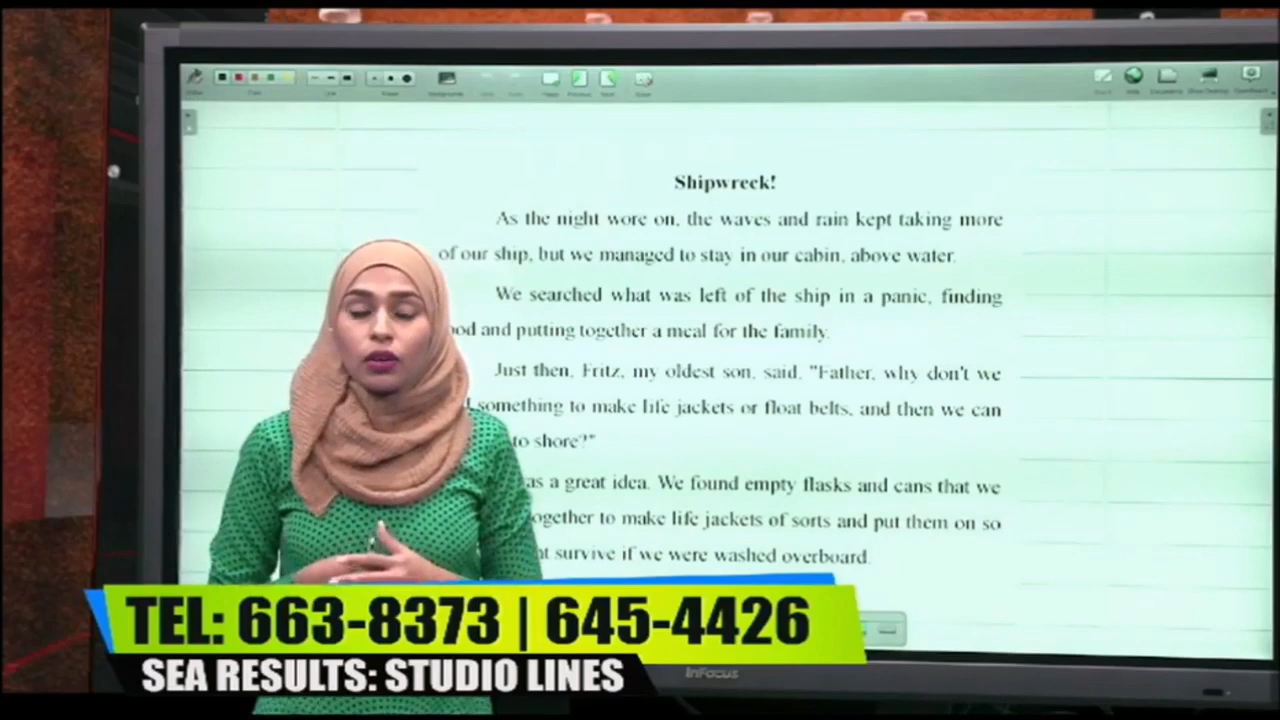 Shipwreck!
As the night wore on, the waves and rain kept taking more
of our ship, but we managed to stay in our cabin, above water.
We searched what was left of the ship in a panic, finding
ood and putting together a meal for the family.
Just then, Fritz, my oldest son, said, "Father, why don't we
something to make life jackets or float belts, and then we can
to shore?"
as a great idea. We found empty flasks and cans that we
ogether to make life jackets of sorts and put them on so
survive if we were washed overboard.
TEL: 663-8373 | 645-4426
SEA RESULTS: STUDIO LINES
InFocus